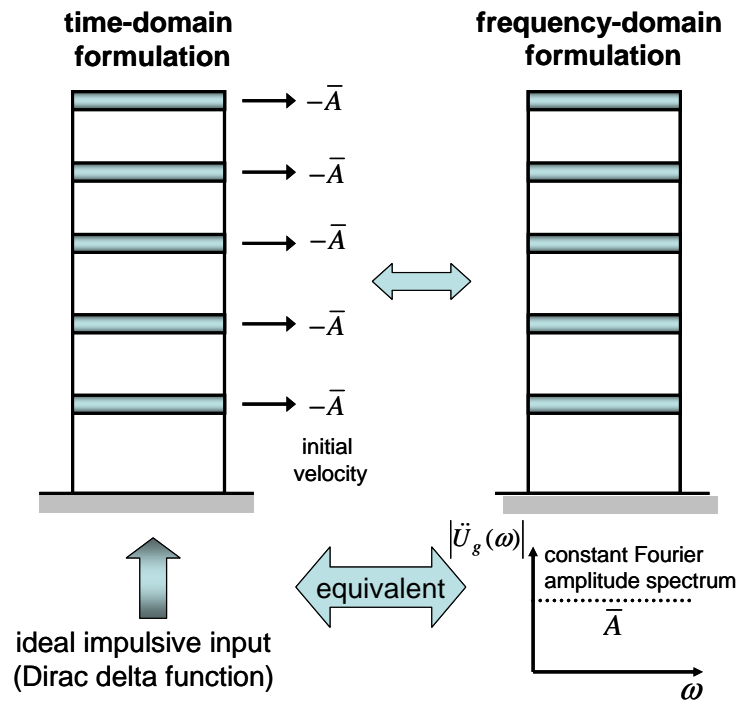 time-domain
formulation
frequency-domain
formulation
−A̅
−A̅
−A̅
−A̅
−A̅
initial
velocity
|Ü_g(ω)|
constant Fourier
amplitude spectrum
A̅
ω
equivalent
ideal impulsive input
(Dirac delta function)